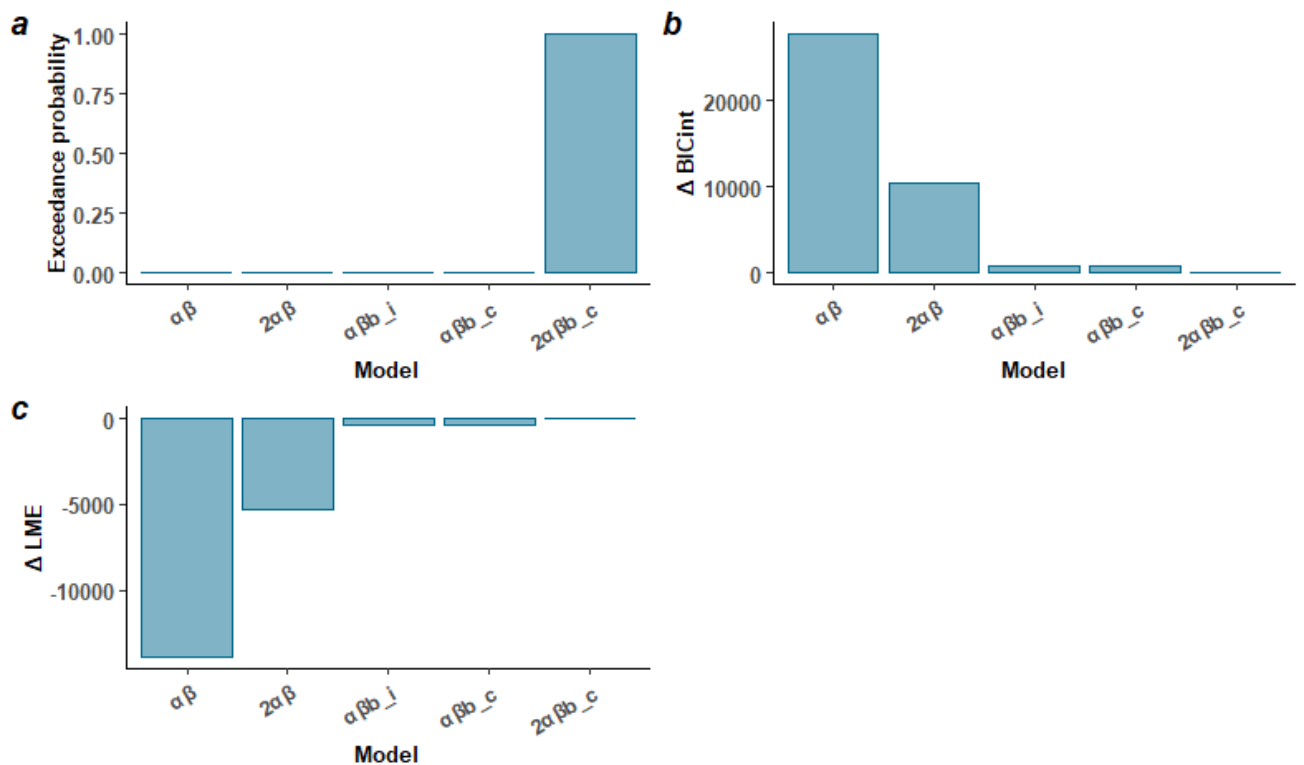 a
Exceedance probability
1.00
0.75
0.50
0.25
0.00
αβ
2αβ
αβb_i
αβb_c
2αβb_c
Model
b
Δ BICint
20000
10000
0
αβ
2αβ
αβb_i
αβb_c
2αβb_c
Model
c
Δ LME
0
-5000
-10000
αβ
2αβ
αβb_i
αβb_c
2αβb_c
Model